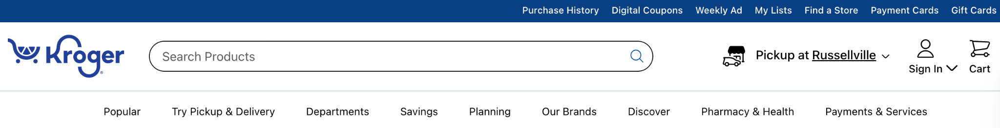 Purchase History Digital Coupons Weekly Ad My Lists Find a Store Payment Cards Gift Cards
Kroger®
Search Products
Pickup at Russellville
Sign In
Cart
Popular Try Pickup & Delivery Departments Savings Planning Our Brands Discover Pharmacy & Health Payments & Services